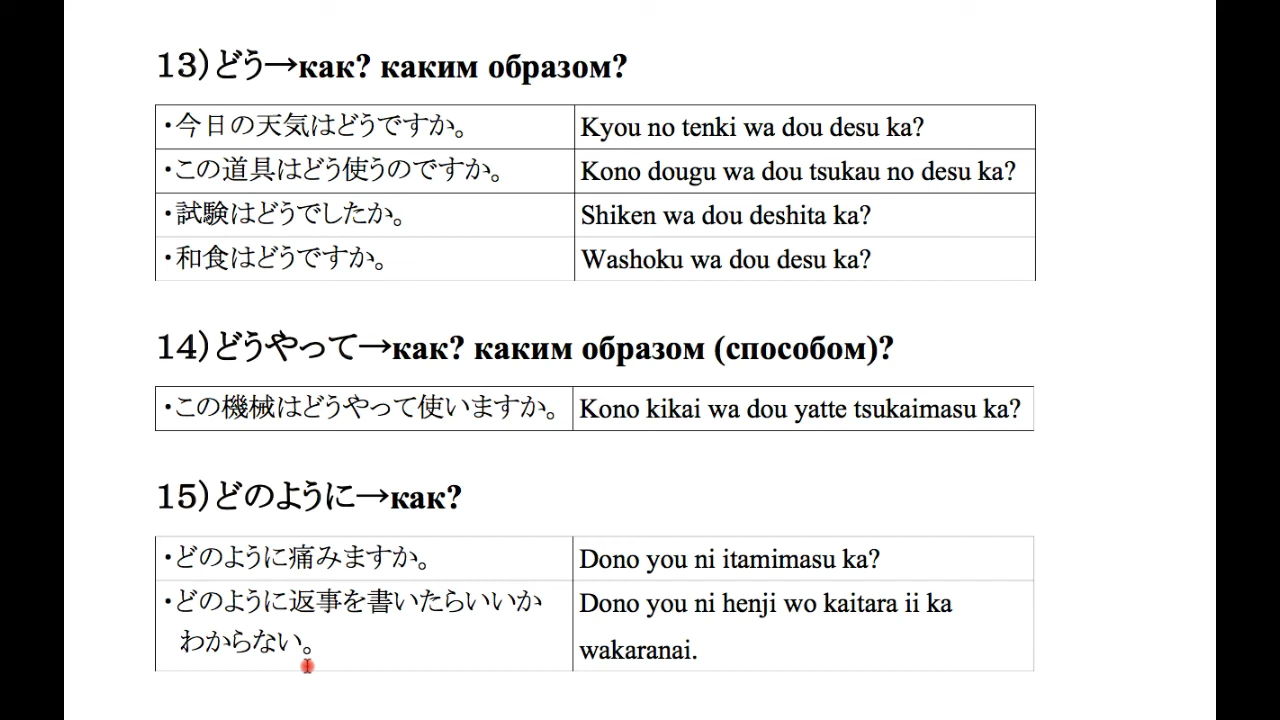 13)どう→как? каким образом?
・今日の天気はどうですか。 Kyou no tenki wa dou desu ka?
・この道具はどう使うのですか。 Kono dougu wa dou tsukau no desu ka?
・試験はどうでしたか。 Shiken wa dou deshita ka?
・和食はどうですか。 Washoku wa dou desu ka?
14)どうやって→как? каким образом (способом)?
・この機械はどうやって使いますか。 Kono kikai wa dou yatte tsukaimasu ka?
15)どのように→как?
・どのように痛みますか。 Dono you ni itamimasu ka?
・どのように返事を書いたらいいか Dono you ni henji wo kaitara ii ka
わからない。 wakaranai.